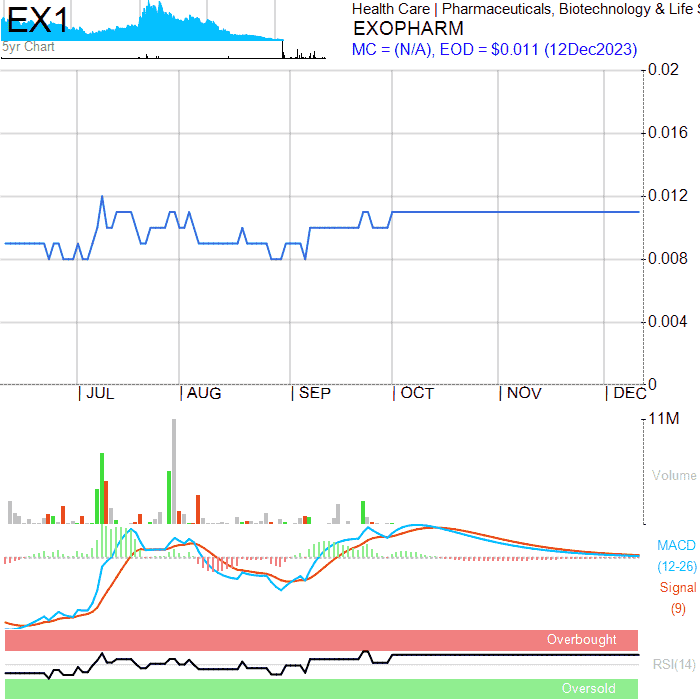 EX1
5yr Chart
Health Care | Pharmaceuticals, Biotechnology & Life S
EXOPHARM
MC = (N/A), EOD = $0.011 (12Dec2023)
0.02
0.016
0.012
0.008
0.004
0
| JUL | AUG | SEP | OCT | NOV | DEC
11M
Volume
MACD
(12-26)
Signal
(9)
Overbought
RSI(14)
Oversold